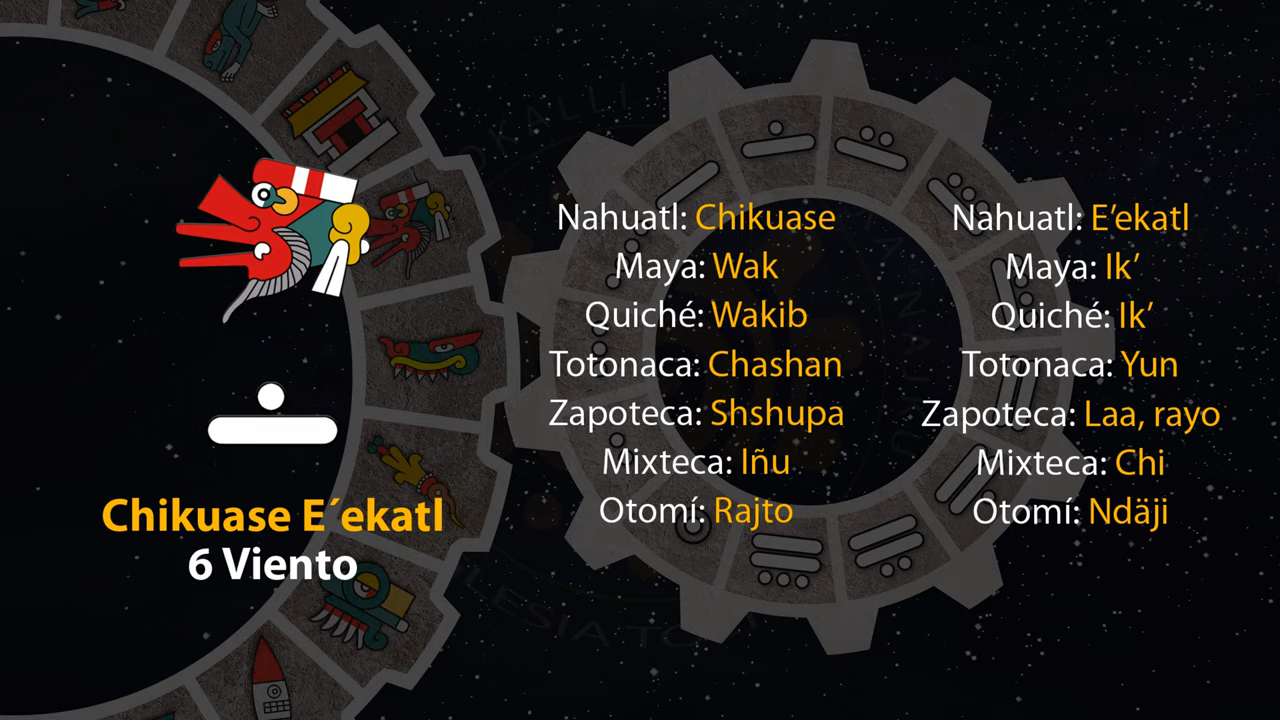 Chikuase E´ekatl
6 Viento
Nahuatl: Chikuase
Maya: Wak
Quiché: Wakib
Totonaca: Chashan
Zapoteca: Shshupa
Mixteca: Iñu
Otomí: Rajto
Nahuatl: E’ekatl
Maya: Ik’
Quiché: Ik’
Totonaca: Yun
Zapoteca: Laa, rayo
Mixteca: Chi
Otomí: Ndäji